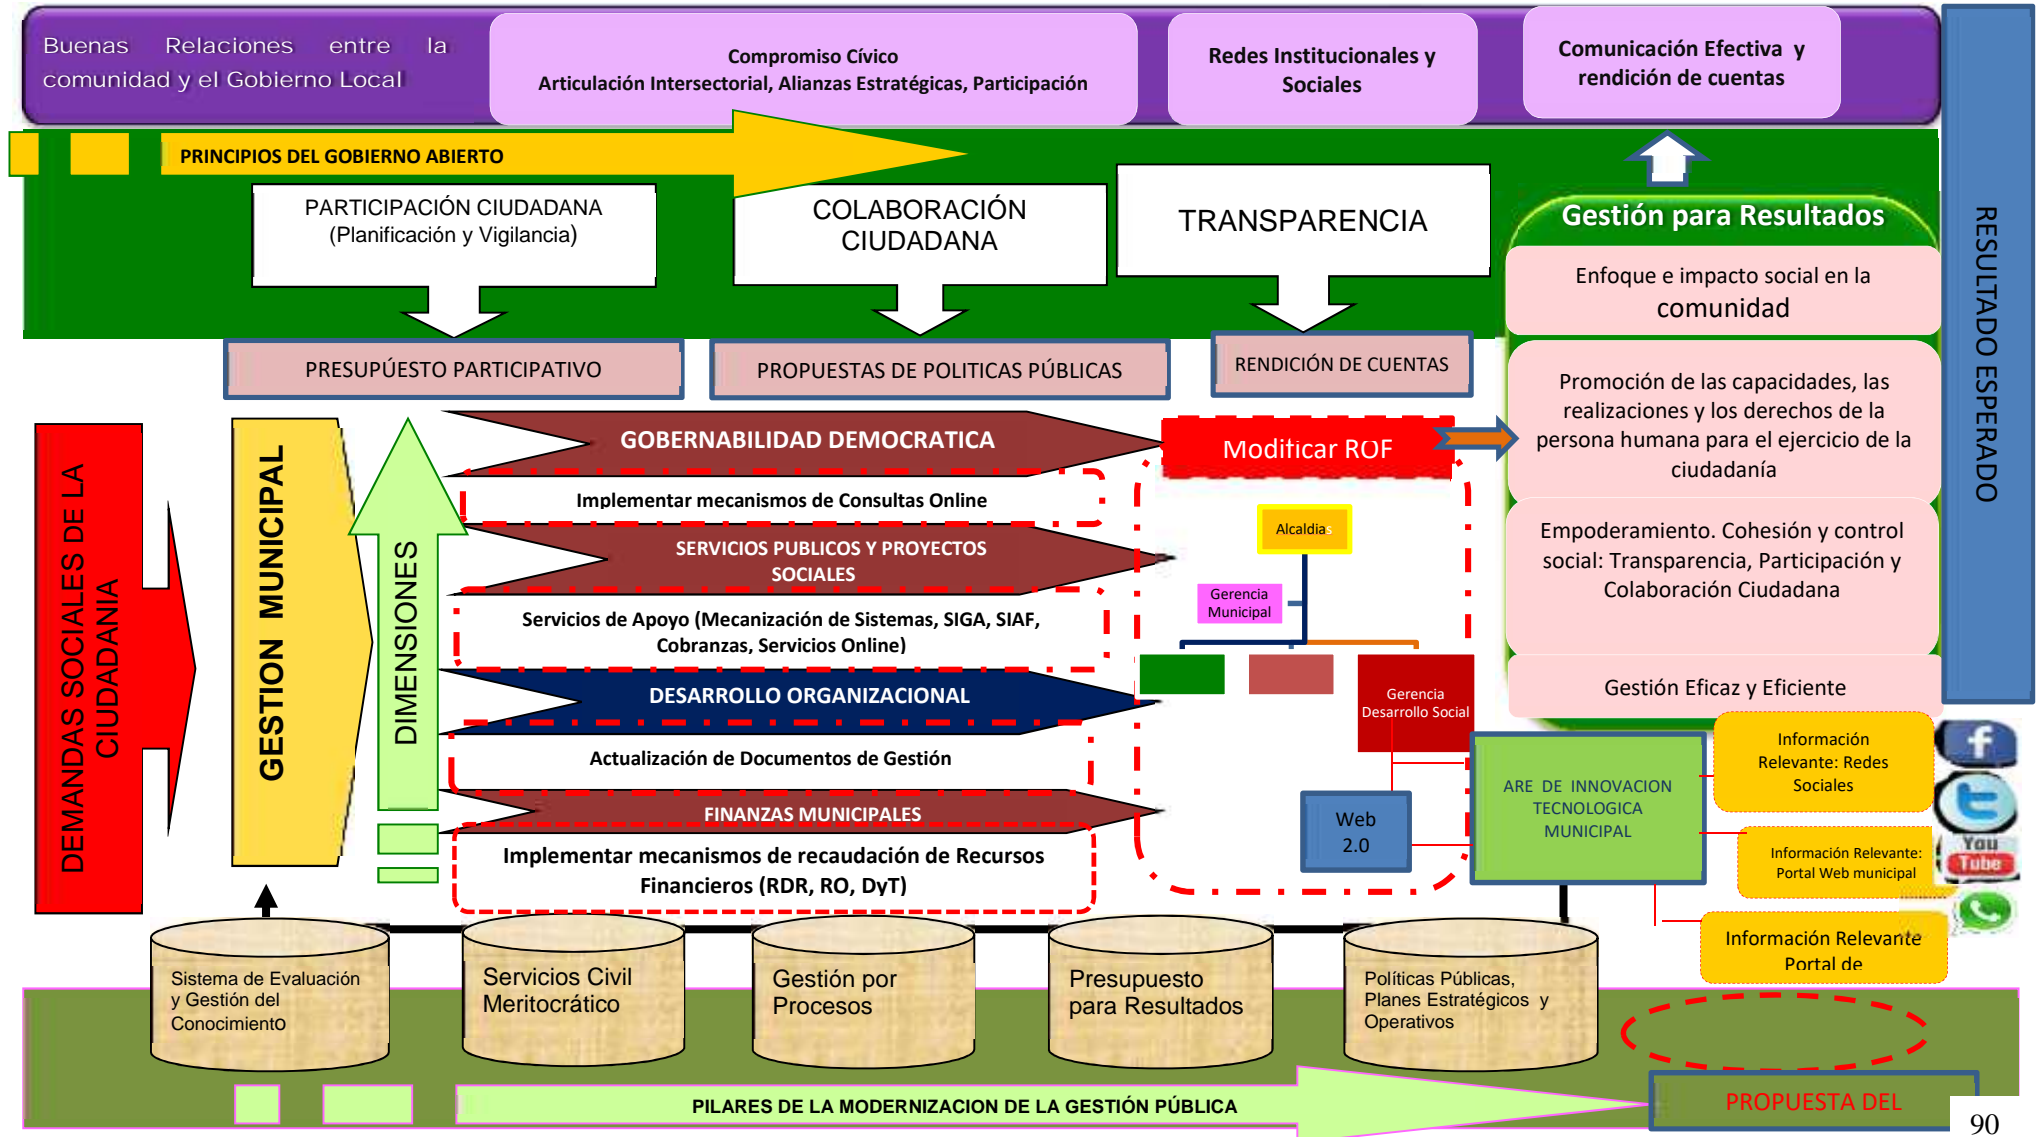 Buenas Relaciones entre la
comunidad y el Gobierno Local
Compromiso Cívico
Articulación Intersectorial, Alianzas Estratégicas, Participación
Redes Institucionales y
Sociales
Comunicación Efectiva y
rendición de cuentas
RESULTADO ESPERADO
PRINCIPIOS DEL GOBIERNO ABIERTO
PARTICIPACIÓN CIUDADANA
(Planificación y Vigilancia)
COLABORACIÓN
CIUDADANA
TRANSPARENCIA
PRESUPÚESTO PARTICIPATIVO
PROPUESTAS DE POLITICAS PÚBLICAS
RENDICIÓN DE CUENTAS
Gestión para Resultados
Enfoque e impacto social en la
comunidad
Promoción de las capacidades, las
realizaciones y los derechos de la
persona humana para el ejercicio de la
ciudadanía
Empoderamiento. Cohesión y control
social: Transparencia, Participación y
Colaboración Ciudadana
Gestión Eficaz y Eficiente
DEMANDAS SOCIALES DE LA
CIUDADANIA
GESTION MUNICIPAL
DIMENSIONES
GOBERNABILIDAD DEMOCRATICA
Implementar mecanismos de Consultas Online
SERVICIOS PUBLICOS Y PROYECTOS
SOCIALES
Servicios de Apoyo (Mecanización de Sistemas, SIGA, SIAF,
Cobranzas, Servicios Online)
DESARROLLO ORGANIZACIONAL
Actualización de Documentos de Gestión
FINANZAS MUNICIPALES
Implementar mecanismos de recaudación de Recursos
Financieros (RDR, RO, DyT)
Modificar ROF
Alcaldias
Gerencia
Municipal
Gerencia
Desarrollo Social
Web
2.0
ARE DE INNOVACION
TECNOLOGICA
MUNICIPAL
Información
Relevante: Redes
Sociales
Información Relevante:
Portal Web municipal
Información Relevante
Portal de
You
Tube
Sistema de Evaluación
y Gestión del
Conocimiento
Servicios Civil
Meritocrático
Gestión por
Procesos
Presupuesto
para Resultados
Políticas Públicas,
Planes Estratégicos y
Operativos
PILARES DE LA MODERNIZACION DE LA GESTIÓN PÚBLICA
PROPUESTA DEL
90